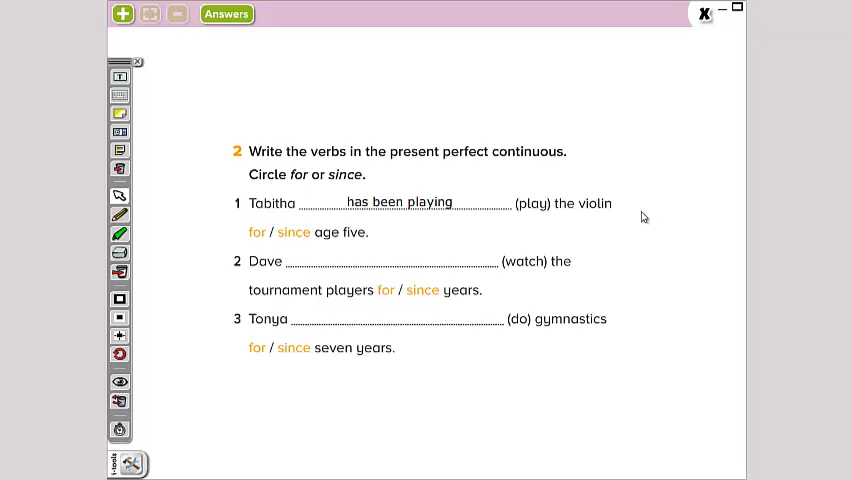 Answers
X
2 Write the verbs in the present perfect continuous.
Circle for or since.
1 Tabitha has been playing (play) the violin
for / since age five.
2 Dave (watch) the
tournament players for / since years.
3 Tonya (do) gymnastics
for / since seven years.
i-tools